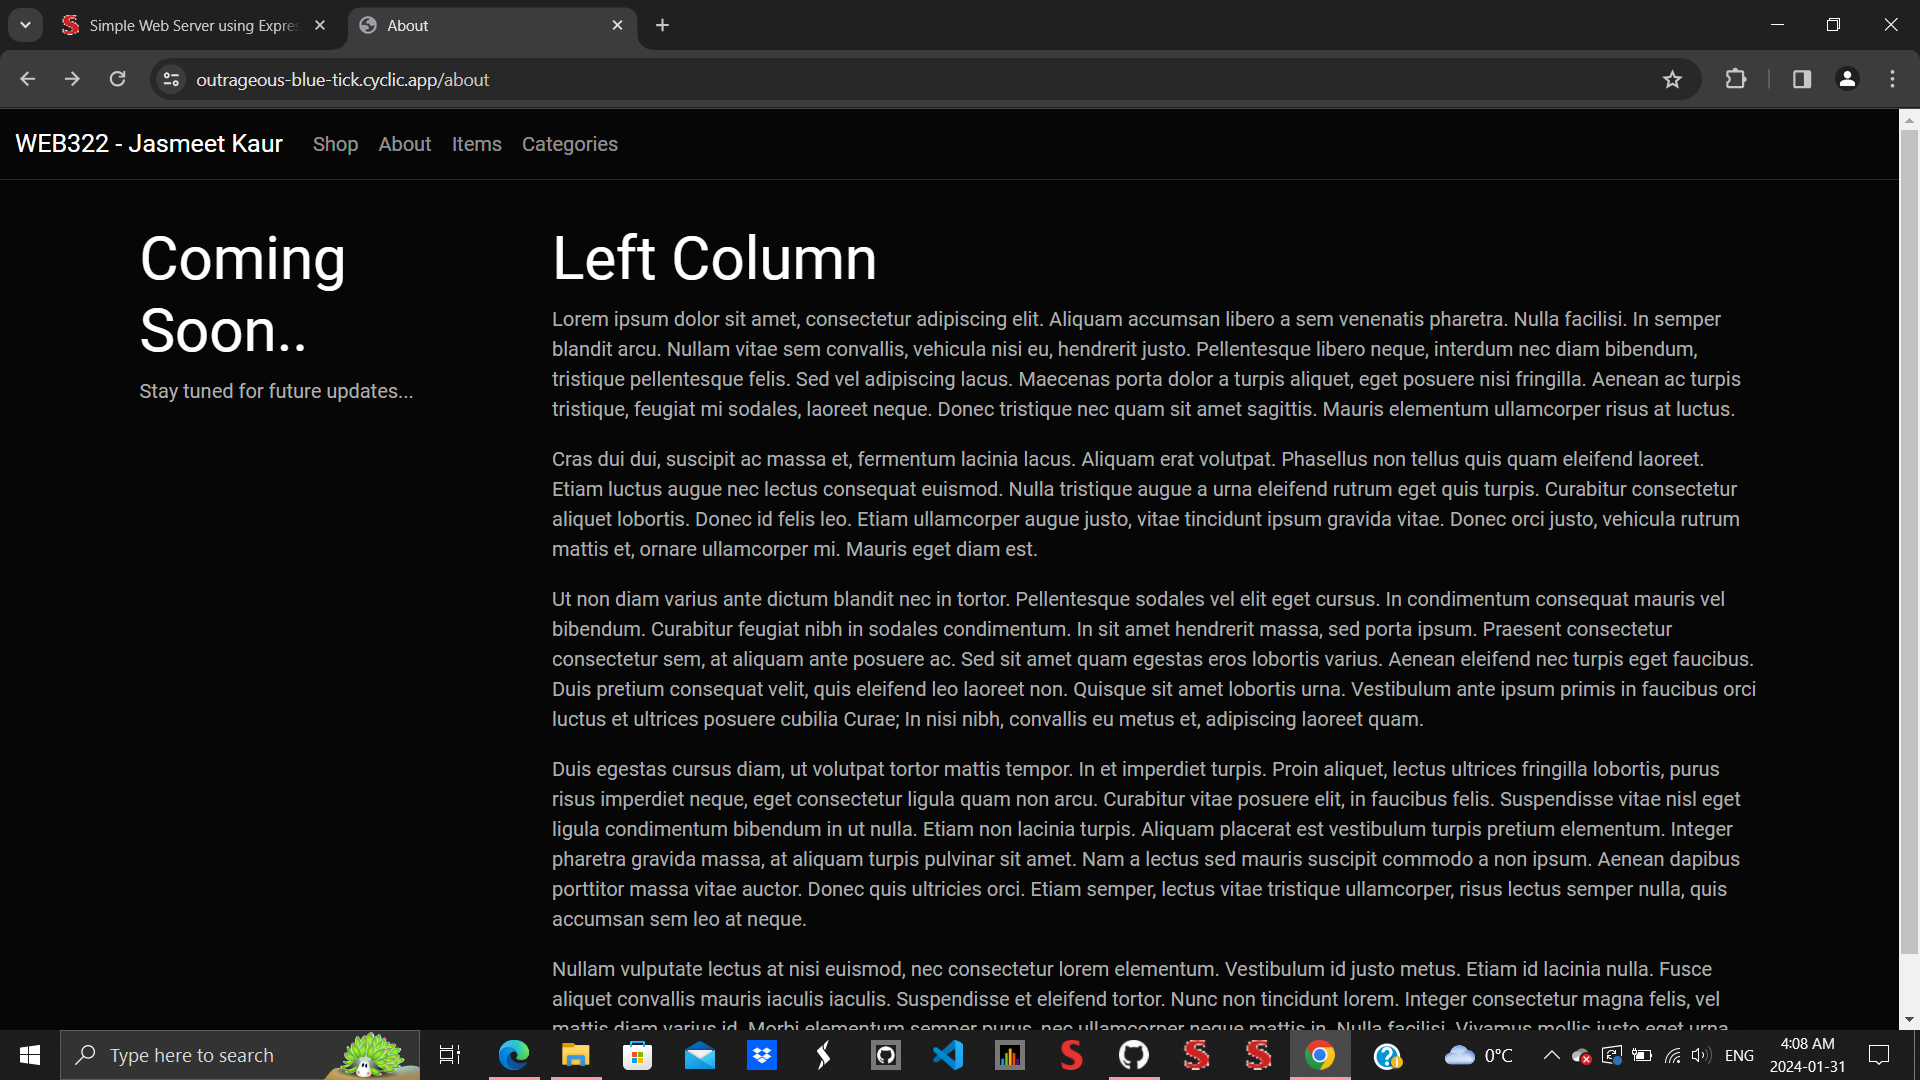 Simple Web Server using Expre
About
outrageous-blue-tick.cyclic.app/about
WEB322 - Jasmeet Kaur
Shop
About
Items
Categories
Coming
Soon..
Stay tuned for future updates...
Left Column
Lorem ipsum dolor sit amet, consectetur adipiscing elit. Aliquam accumsan libero a sem venenatis pharetra. Nulla facilisi. In semper
blandit arcu. Nullam vitae sem convallis, vehicula nisi eu, hendrerit justo. Pellentesque libero neque, interdum nec diam bibendum,
tristique pellentesque felis. Sed vel adipiscing lacus. Maecenas porta dolor a turpis aliquet, eget posuere nisi fringilla. Aenean ac turpis
tristique, feugiat mi sodales, laoreet neque. Donec tristique nec quam sit amet sagittis. Mauris elementum ullamcorper risus at luctus.
Cras dui dui, suscipit ac massa et, fermentum lacinia lacus. Aliquam erat volutpat. Phasellus non tellus quis quam eleifend laoreet.
Etiam luctus augue nec lectus consequat euismod. Nulla tristique augue a urna eleifend rutrum eget quis turpis. Curabitur consectetur
aliquet lobortis. Donec id felis leo. Etiam ullamcorper augue justo, vitae tincidunt ipsum gravida vitae. Donec orci justo, vehicula rutrum
mattis et, ornare ullamcorper mi. Mauris eget diam est.
Ut non diam varius ante dictum blandit nec in tortor. Pellentesque sodales vel elit eget cursus. In condimentum consequat mauris vel
bibendum. Curabitur feugiat nibh in sodales condimentum. In sit amet hendrerit massa, sed porta ipsum. Praesent consectetur
consectetur sem, at aliquam ante posuere ac. Sed sit amet quam egestas eros lobortis varius. Aenean eleifend nec turpis eget faucibus.
Duis pretium consequat velit, quis eleifend leo laoreet non. Quisque sit amet lobortis urna. Vestibulum ante ipsum primis in faucibus orci
luctus et ultrices posuere cubilia Curae; In nisi nibh, convallis eu metus et, adipiscing laoreet quam.
Duis egestas cursus diam, ut volutpat tortor mattis tempor. In et imperdiet turpis. Proin aliquet, lectus ultrices fringilla lobortis, purus
risus imperdiet neque, eget consectetur ligula quam non arcu. Curabitur vitae posuere elit, in faucibus felis. Suspendisse vitae nisl eget
ligula condimentum bibendum in ut nulla. Etiam non lacinia turpis. Aliquam placerat est vestibulum turpis pretium elementum. Integer
pharetra gravida massa, at aliquam turpis pulvinar sit amet. Nam a lectus sed mauris suscipit commodo a non ipsum. Aenean dapibus
porttitor massa vitae auctor. Donec quis ultricies orci. Etiam semper, lectus vitae tristique ullamcorper, risus lectus semper nulla, quis
accumsan sem leo at neque.
Nullam vulputate lectus at nisi euismod, nec consectetur lorem elementum. Vestibulum id justo metus. Etiam id lacinia nulla. Fusce
aliquet convallis mauris iaculis iaculis. Suspendisse et eleifend tortor. Nunc non tincidunt lorem. Integer consectetur magna felis, vel
mattis diam varius id. Morbi elementum semper purus, nec ullamcorper neque mattis in. Nulla facilisi. Vivamus mollis justo eget urna
Type here to search
0°C
ENG
4:08 AM
2024-01-31